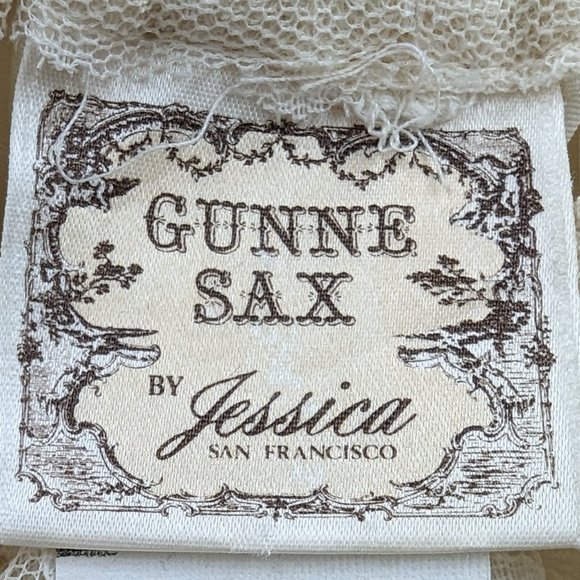 GUNNE
SAX
BY Jessica
SAN FRANCISCO